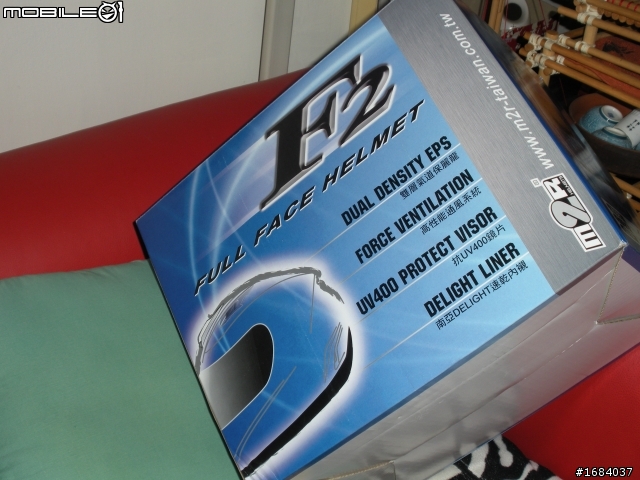 MOBILE01
F2
FULL FACE HELMET
DUAL DENSITY EPS
雙層氣道保麗龍
FORCE VENTILATION
高性能通風系統
UV400 PROTECT VISOR
抗UV400鏡片
DELIGHT LINER
南亞DELIGHT速乾內襯
www.m2r-taiwan.com.tw
m2R
#1684037